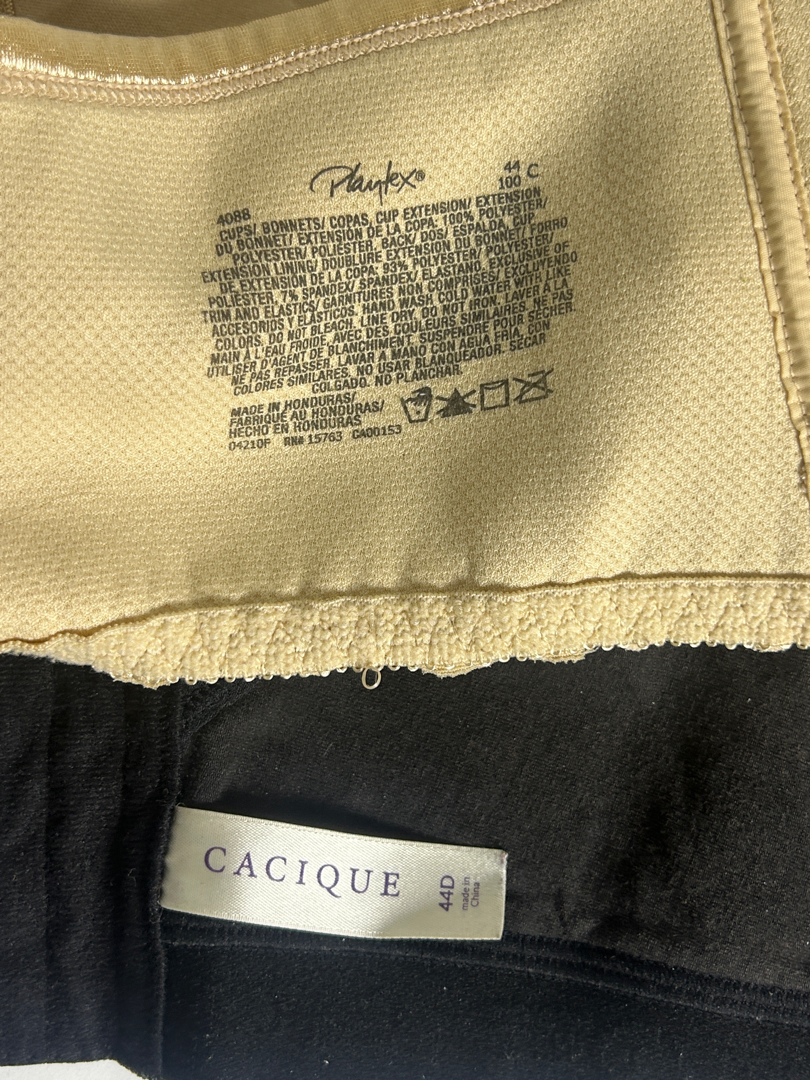 Playtex®
44
100 C
4088
CUPS/ BONNETS/ COPAS, CUP EXTENSION/ EXTENSION
DU BONNET/ EXTENSION DE LA COPA: 100% POLYESTER/
POLYESTER/ POLIÉSTER. BACK/ DOS/ ESPALDA, CUP
EXTENSION LINING/ DOUBLURE EXTENSION DU BONNET/ FORRO
DE EXTENSION DE LA COPA: 93% POLYESTER/ POLYESTER/
POLIÉSTER, 7% SPANDEX/ SPANDEX/ ELASTANO. EXCLUSIVE OF
TRIM AND ELASTICS/ GARNITURES NON COMPRISES/ EXCLUYENDO
ACCESORIOS Y ELÁSTICOS. HAND WASH COLD WATER WITH LIKE
COLORS. DO NOT BLEACH. LINE DRY. DO NOT IRON. LAVER À LA
MAIN À L'EAU FROIDE, AVEC DES COULEURS SIMILAIRES. NE PAS
UTILISER D'AGENT DE BLANCHIMENT. SUSPENDRE POUR SÉCHER.
NE PAS REPASSER. LAVAR A MANO CON AGUA FRIA, CON
COLORES SIMILARES. NO USAR BLANQUEADOR. SECAR
COLGADO. NO PLANCHAR.
MADE IN HONDURAS/
FABRIQUÉ AU HONDURAS/
HECHO EN HONDURAS
04210F RN# 15763 CA00153
CACIQUE
44D
made in
China